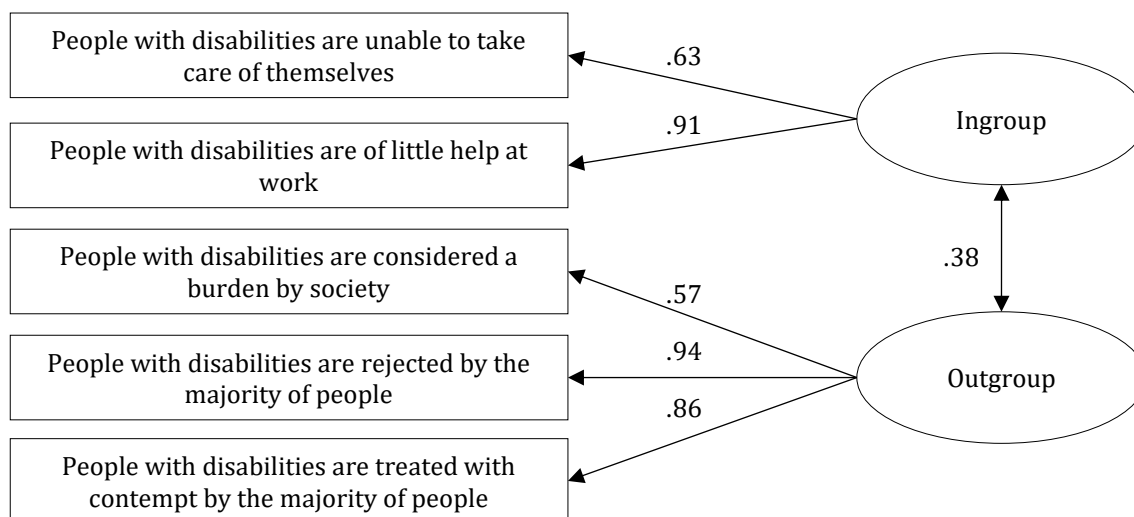 People with disabilities are unable to take
care of themselves
.63
Ingroup
.91
People with disabilities are of little help at
work
People with disabilities are considered a
burden by society
.38
.57
People with disabilities are rejected by the
majority of people
.94
Outgroup
.86
People with disabilities are treated with
contempt by the majority of people